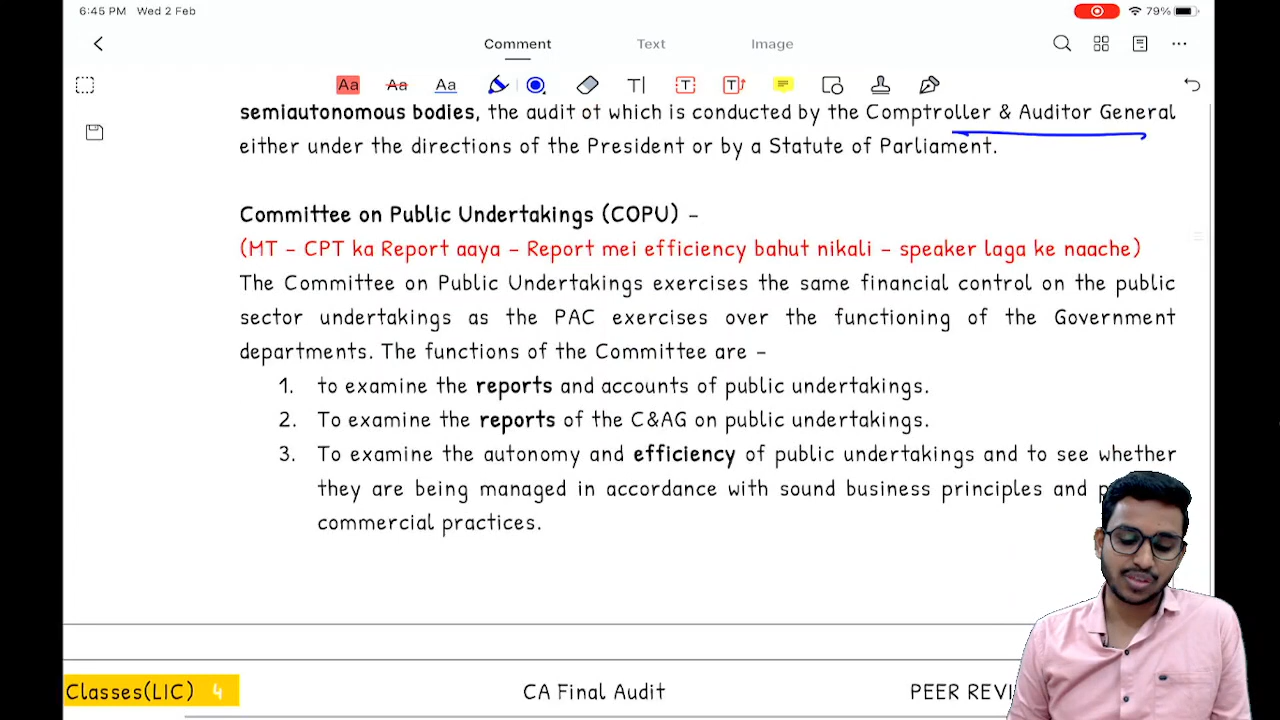 6:45 PM Wed 2 Feb
79%
Comment Text Image
Aa Aa Aa T T T
semiautonomous bodies, the audit of which is conducted by the Comptroller & Auditor General
either under the directions of the President or by a Statute of Parliament.
Committee on Public Undertakings (COPU) –
(MT – CPT ka Report aaya – Report mei efficiency bahut nikali – speaker laga ke naache)
The Committee on Public Undertakings exercises the same financial control on the public
sector undertakings as the PAC exercises over the functioning of the Government
departments. The functions of the Committee are –
1. to examine the reports and accounts of public undertakings.
2. To examine the reports of the C&AG on public undertakings.
3. To examine the autonomy and efficiency of public undertakings and to see whether
they are being managed in accordance with sound business principles and
commercial practices.
Classes(LIC) 4 CA Final Audit PEER